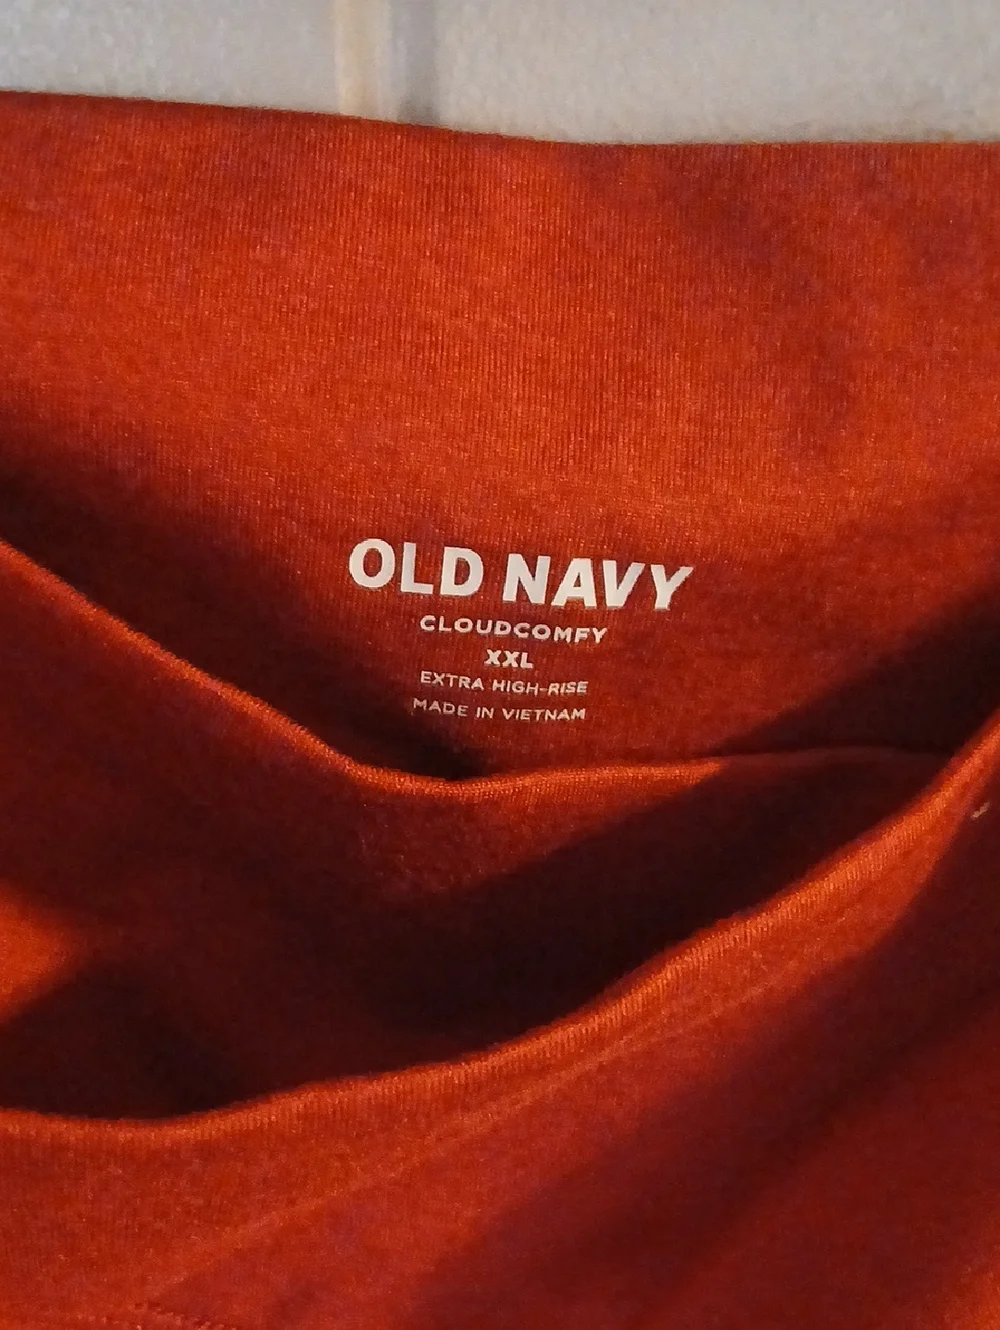 OLD NAVY
CLOUDCOMFY
XXL
EXTRA HIGH-RISE
MADE IN VIETNAM